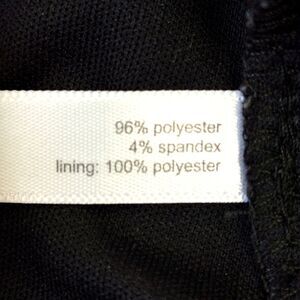 96% polyester
4% spandex
lining: 100% polyester